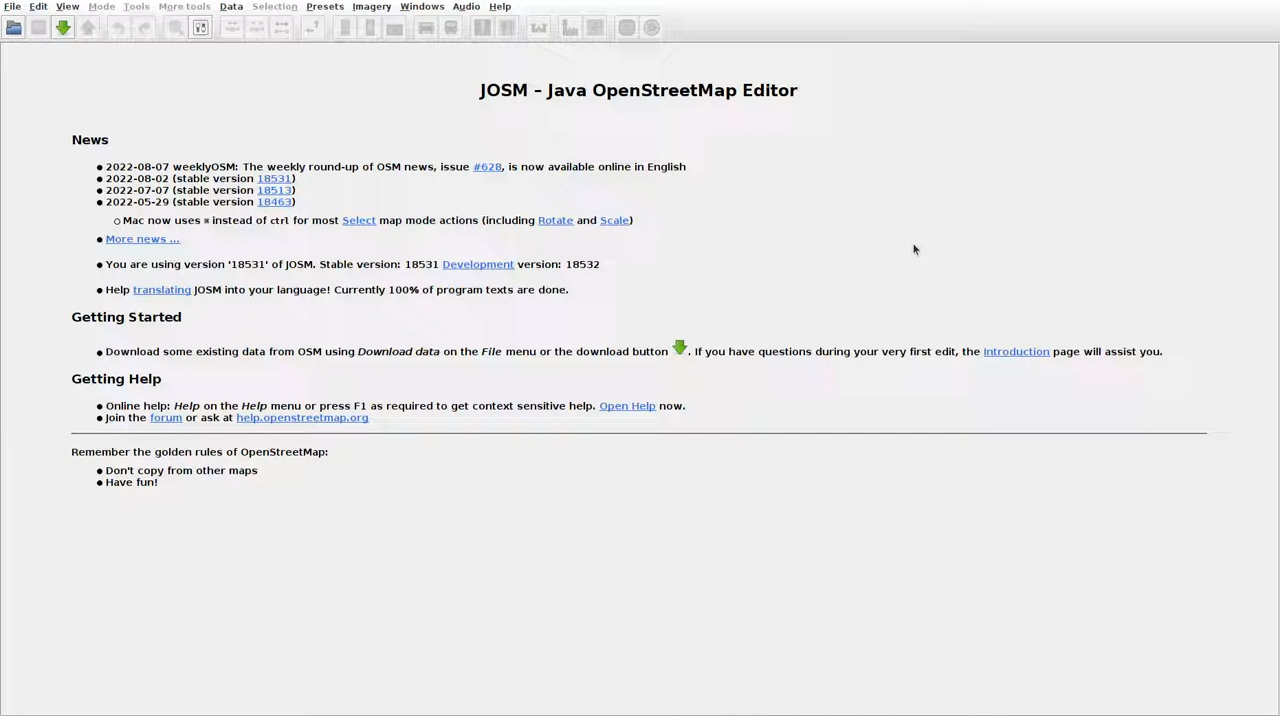 File Edit View Mode Tools More tools Data Selection Presets Imagery Windows Audio Help
JOSM – Java OpenStreetMap Editor
News
● 2022-08-07 weeklyOSM: The weekly round-up of OSM news, issue #628, is now available online in English
● 2022-08-02 (stable version 18531)
● 2022-07-07 (stable version 18513)
● 2022-05-29 (stable version 18463)
○ Mac now uses ⌘ instead of ctrl for most Select map mode actions (including Rotate and Scale)
● More news ...
● You are using version '18531' of JOSM. Stable version: 18531 Development version: 18532
● Help translating JOSM into your language! Currently 100% of program texts are done.
Getting Started
● Download some existing data from OSM using Download data on the File menu or the download button . If you have questions during your very first edit, the Introduction page will assist you.
Getting Help
● Online help: Help on the Help menu or press F1 as required to get context sensitive help. Open Help now.
● Join the forum or ask at help.openstreetmap.org
Remember the golden rules of OpenStreetMap:
● Don't copy from other maps
● Have fun!